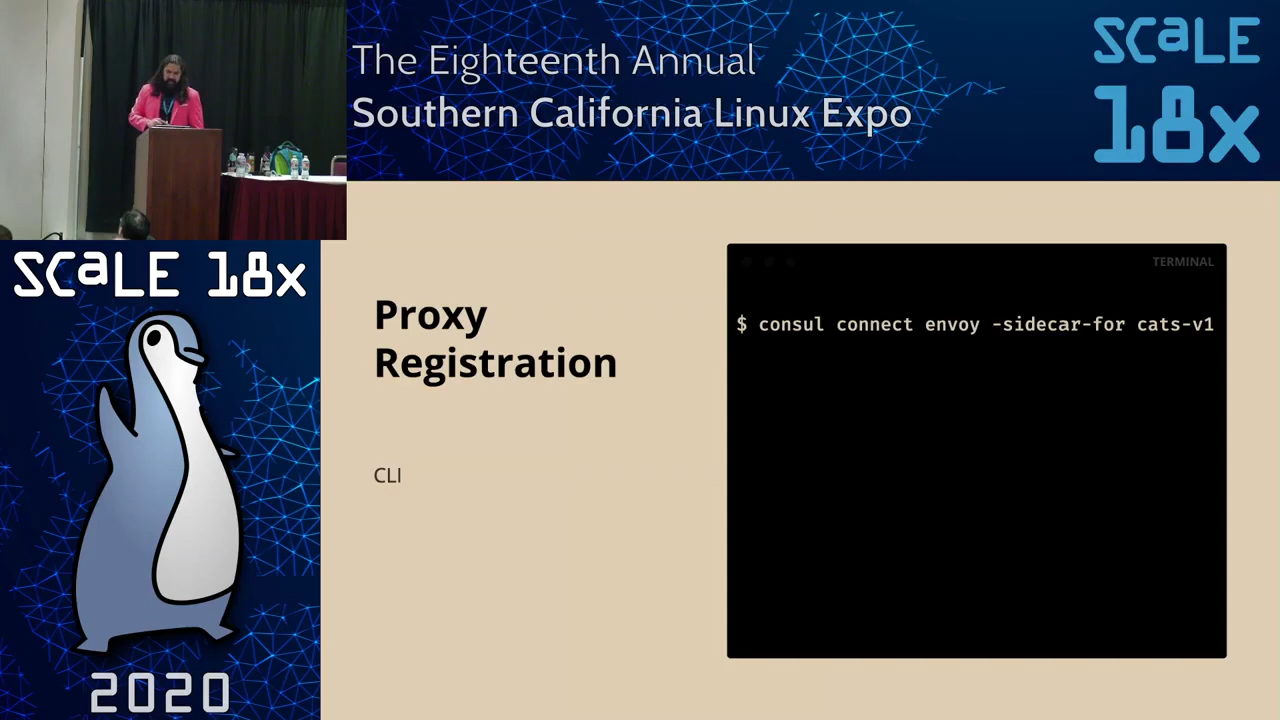 The Eighteenth Annual
Southern California Linux Expo
SCaLE
18x
SCaLE 18x
2020
Proxy
Registration
CLI
TERMINAL
$ consul connect envoy -sidecar-for cats-v1